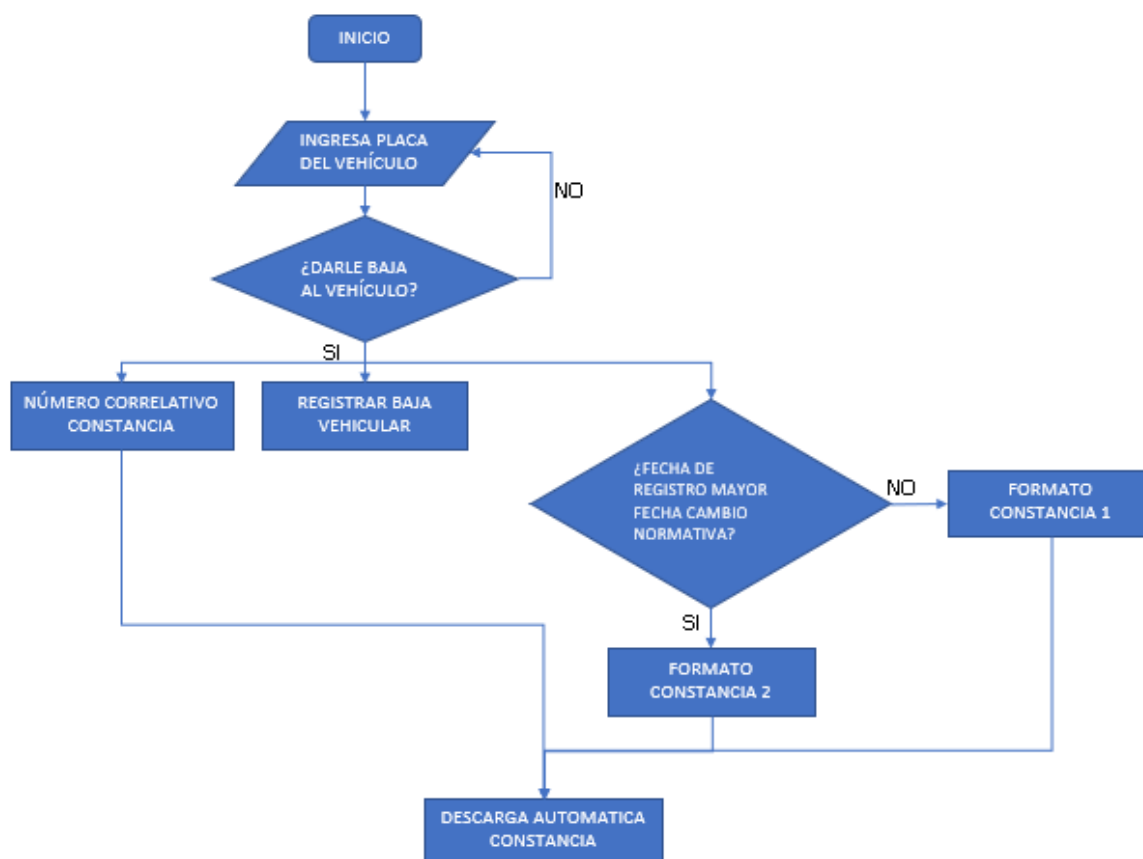 INICIO
INGRESA PLACA
DEL VEHÍCULO
NO
¿DARLE BAJA
AL VEHÍCULO?
SI
NÚMERO CORRELATIVO
CONSTANCIA
REGISTRAR BAJA
VEHICULAR
¿FECHA DE
REGISTRO MAYOR
FECHA CAMBIO
NORMATIVA?
NO
FORMATO
CONSTANCIA 1
SI
FORMATO
CONSTANCIA 2
DESCARGA AUTOMATICA
CONSTANCIA